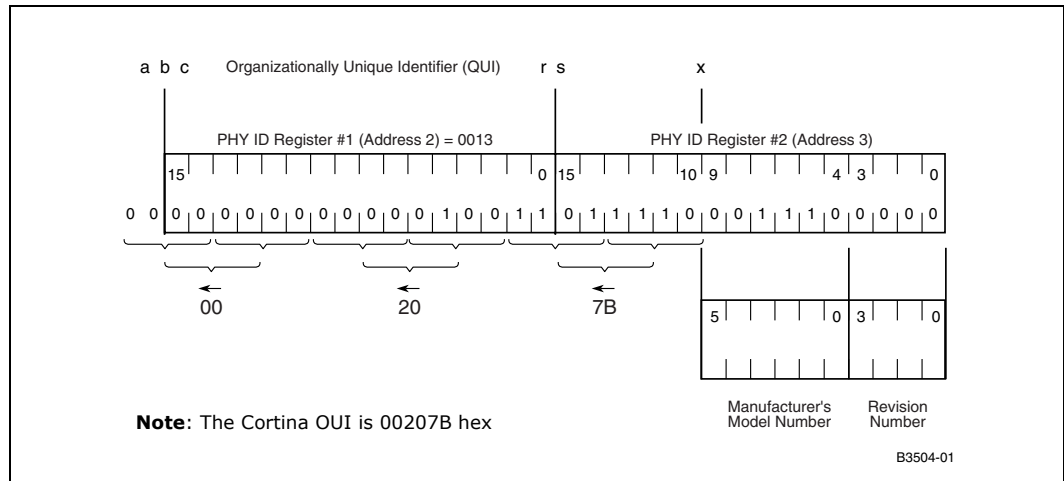 a b c Organizationally Unique Identifier (QUI) r s x
PHY ID Register #1 (Address 2) = 0013 PHY ID Register #2 (Address 3)
15 0 15 10 9 4 3 0
0 0 0 0 0 0 0 0 0 0 0 0 0 1 0 0 1 1 0 1 1 1 1 0 0 0 1 1 1 0 0 0 0 0
00 20 7B
5 0 3 0
Manufacturer's Model Number
Revision Number
Note: The Cortina OUI is 00207B hex
B3504-01